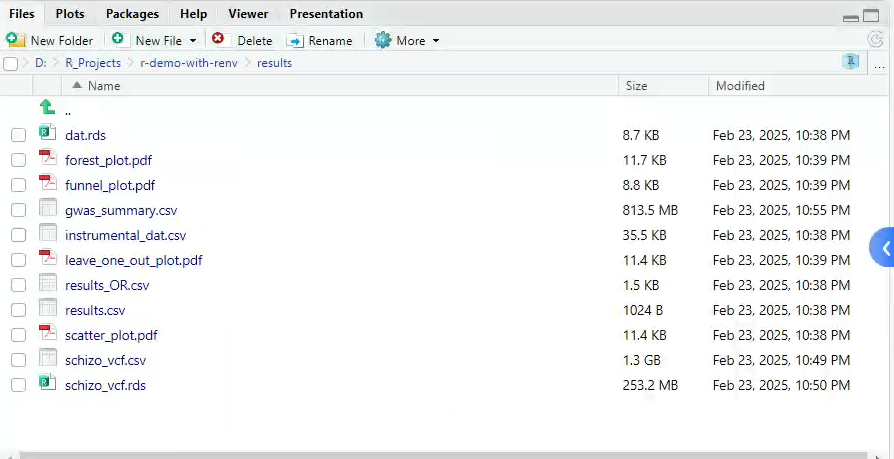 Files Plots Packages Help Viewer Presentation
New Folder New File Delete Rename More
D: R_Projects r-demo-with-renv results ...
Name Size Modified
..
dat.rds 8.7 KB Feb 23, 2025, 10:38 PM
forest_plot.pdf 11.7 KB Feb 23, 2025, 10:39 PM
funnel_plot.pdf 8.8 KB Feb 23, 2025, 10:39 PM
gwas_summary.csv 813.5 MB Feb 23, 2025, 10:55 PM
instrumental_dat.csv 35.5 KB Feb 23, 2025, 10:38 PM
leave_one_out_plot.pdf 11.4 KB Feb 23, 2025, 10:39 PM
results_OR.csv 1.5 KB Feb 23, 2025, 10:38 PM
results.csv 1024 B Feb 23, 2025, 10:38 PM
scatter_plot.pdf 11.4 KB Feb 23, 2025, 10:38 PM
schizo_vcf.csv 1.3 GB Feb 23, 2025, 10:49 PM
schizo_vcf.rds 253.2 MB Feb 23, 2025, 10:50 PM